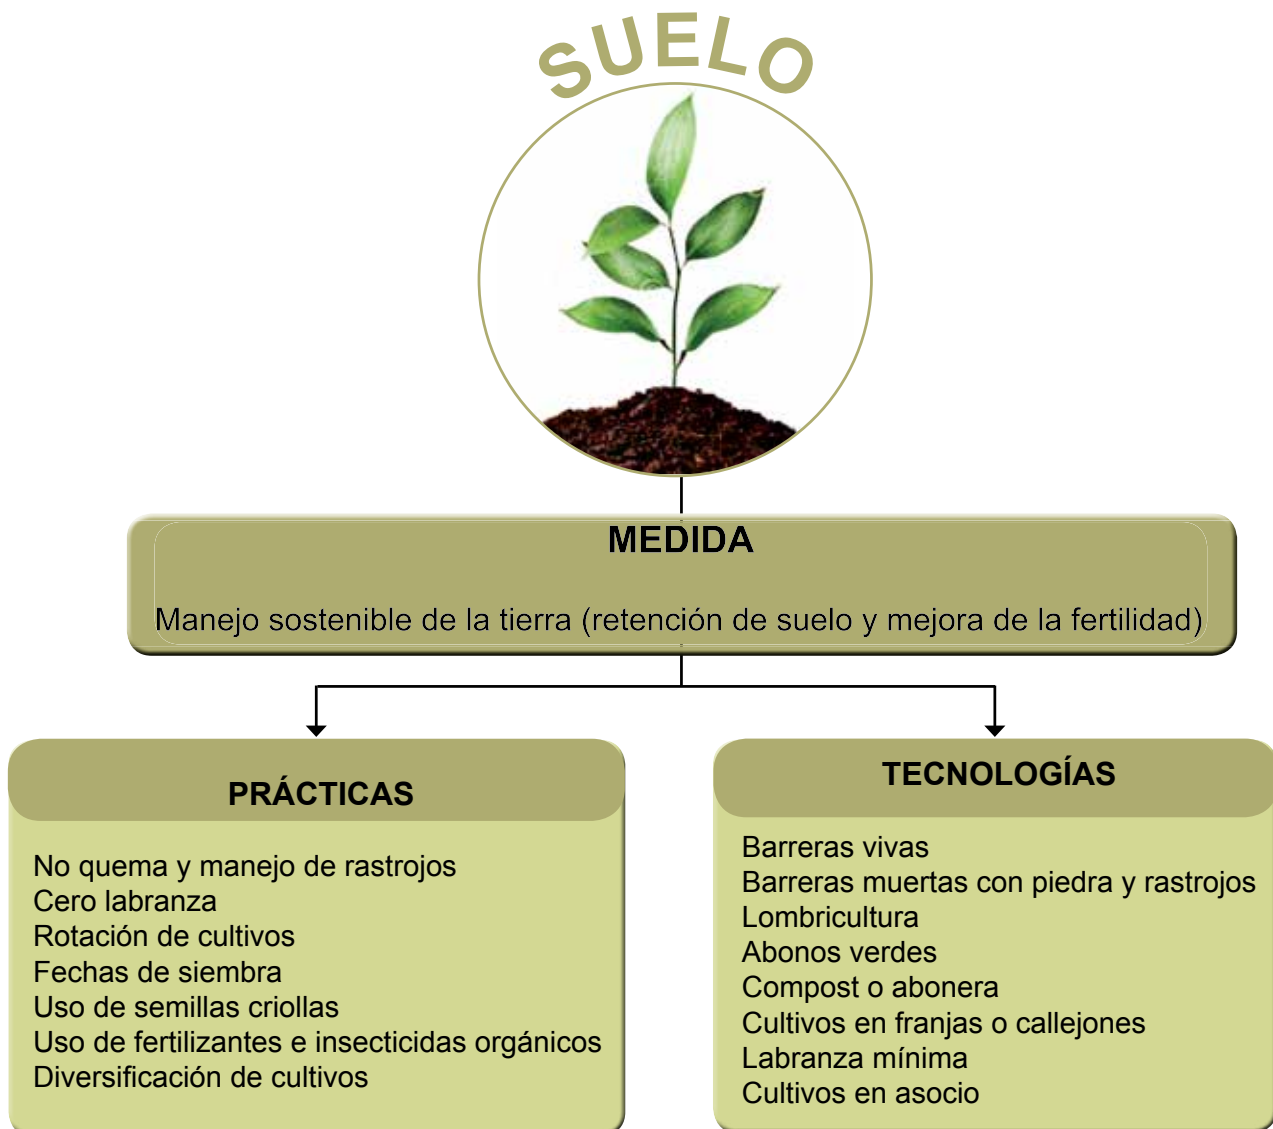 SUELO
MEDIDA
Manejo sostenible de la tierra (retención de suelo y mejora de la fertilidad)
PRÁCTICAS
No quema y manejo de rastrojos
Cero labranza
Rotación de cultivos
Fechas de siembra
Uso de semillas criollas
Uso de fertilizantes e insecticidas orgánicos
Diversificación de cultivos
TECNOLOGÍAS
Barreras vivas
Barreras muertas con piedra y rastrojos
Lombricultura
Abonos verdes
Compost o abonera
Cultivos en franjas o callejones
Labranza mínima
Cultivos en asocio